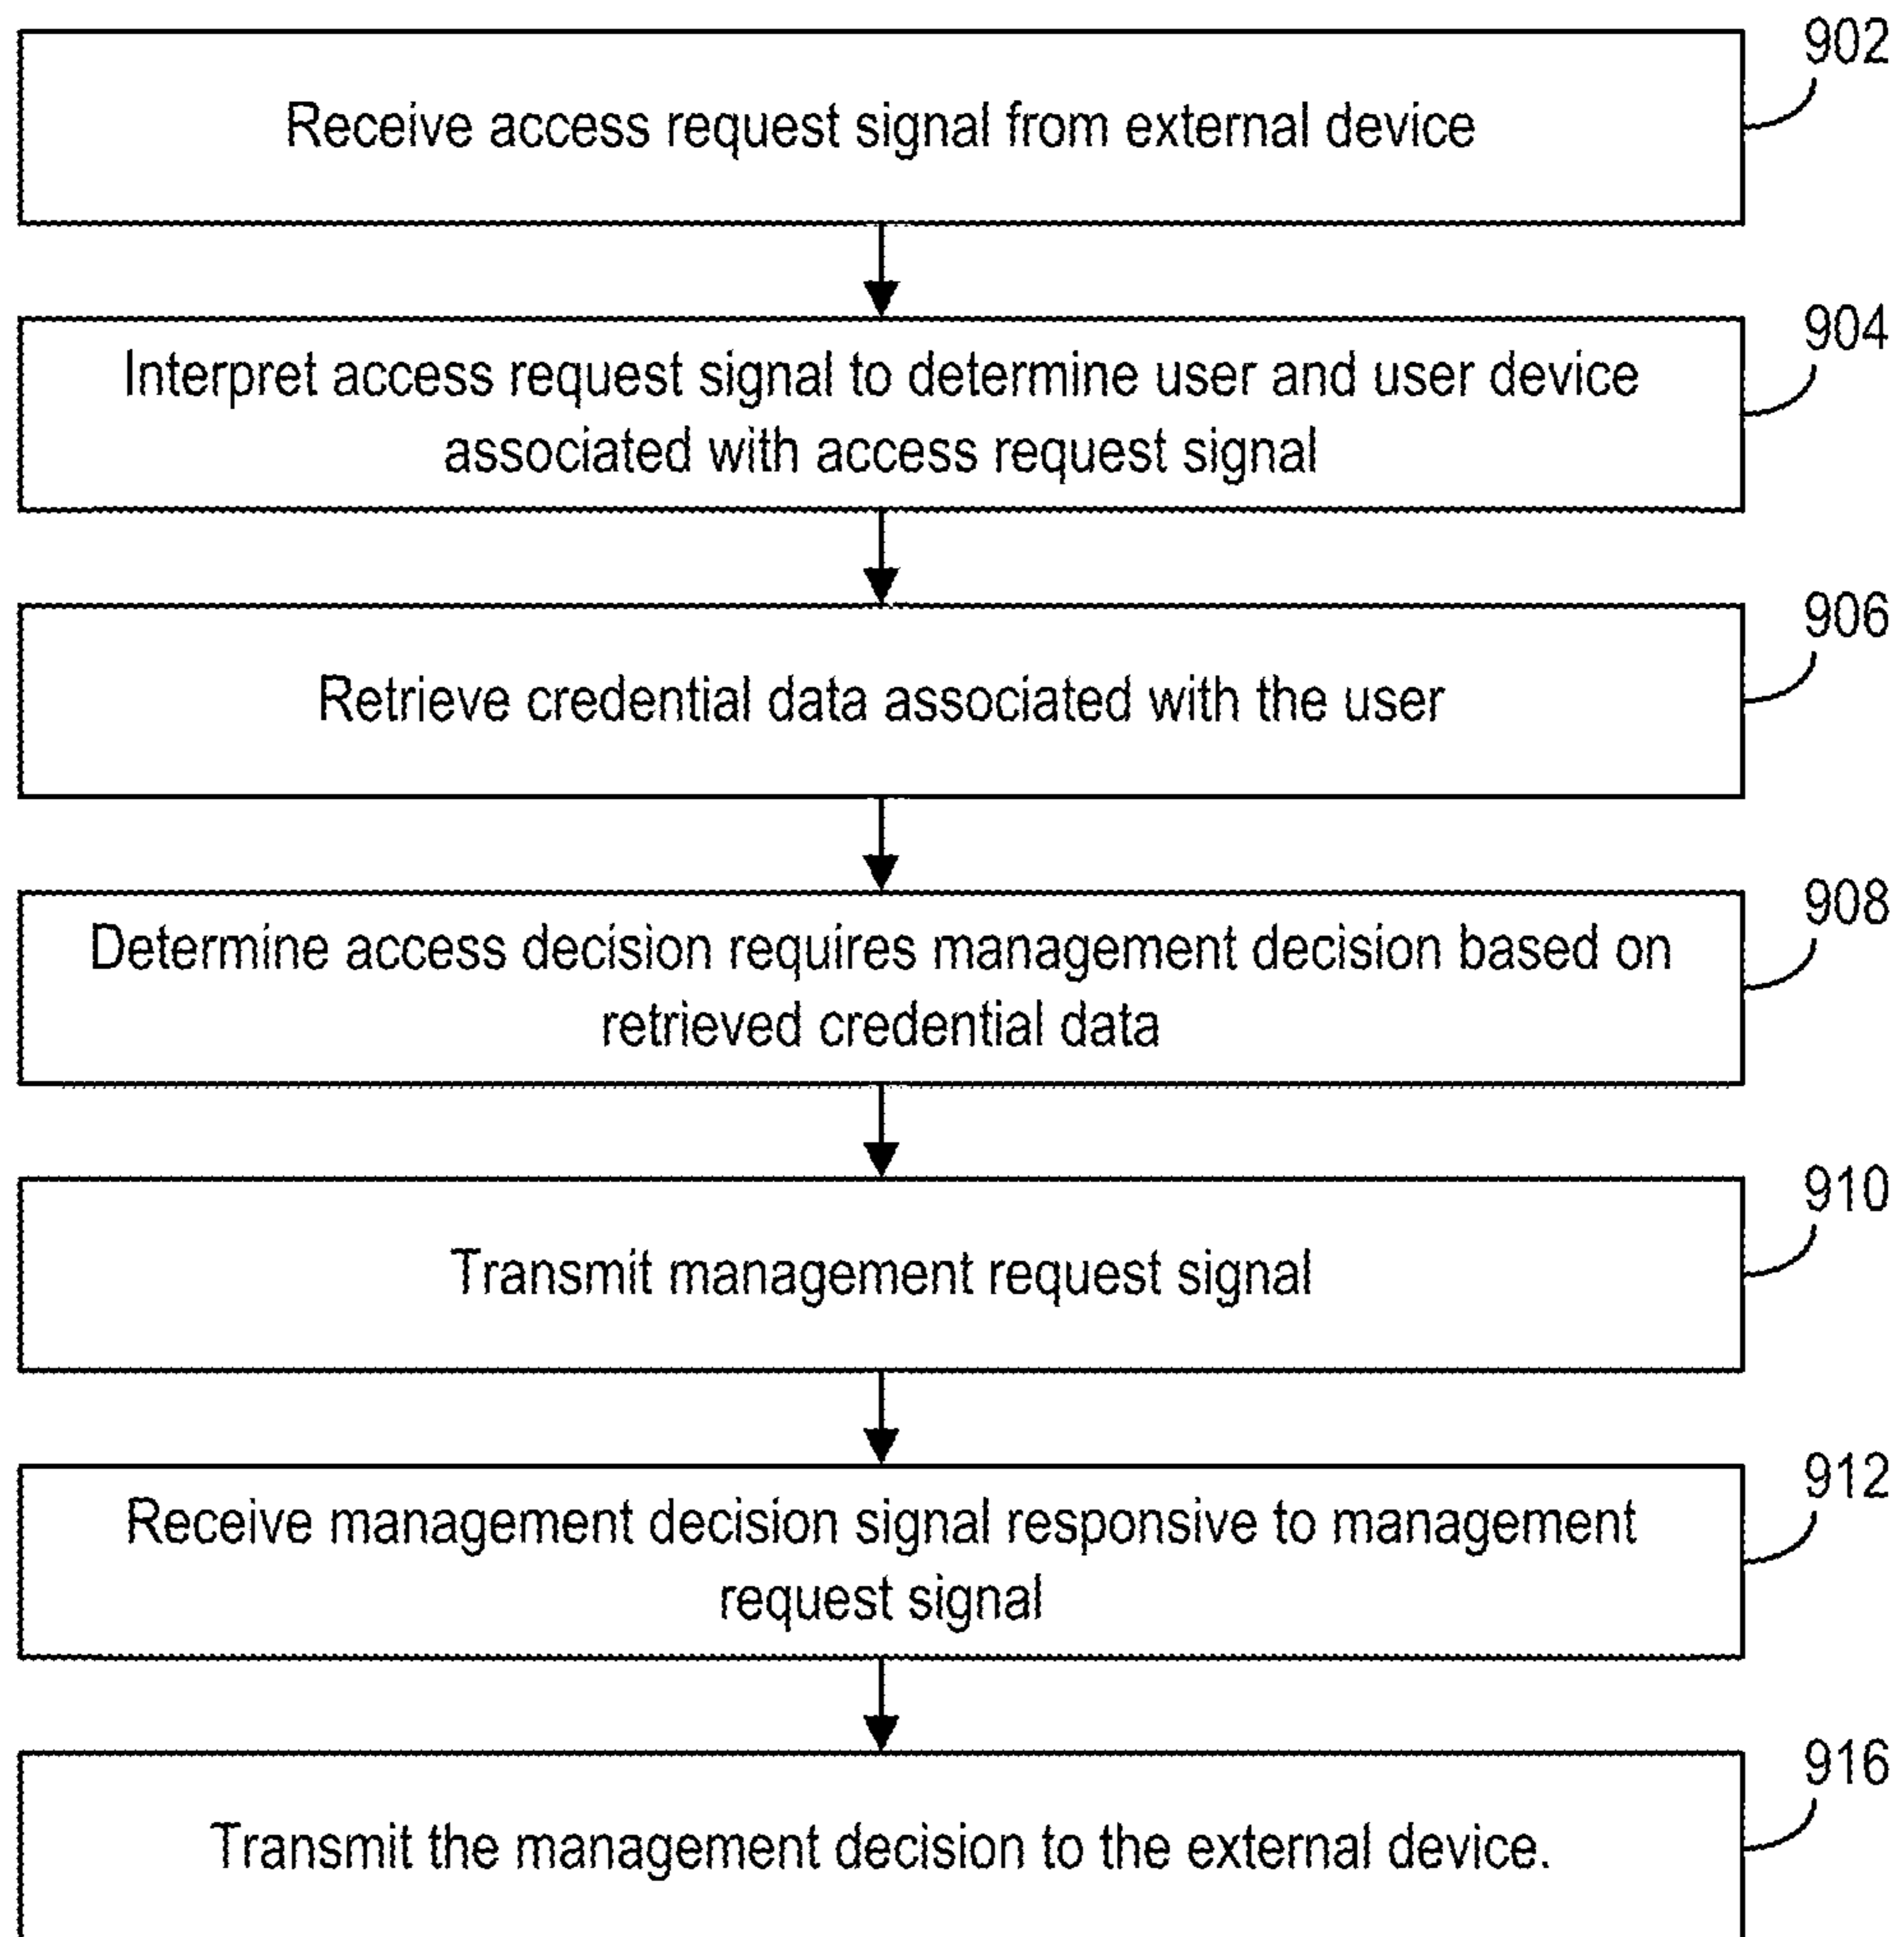 902
Receive access request signal from external device
904
Interpret access request signal to determine user and user device
associated with access request signal
906
Retrieve credential data associated with the user
908
Determine access decision requires management decision based on
retrieved credential data
910
Transmit management request signal
912
Receive management decision signal responsive to management
request signal
916
Transmit the management decision to the external device.